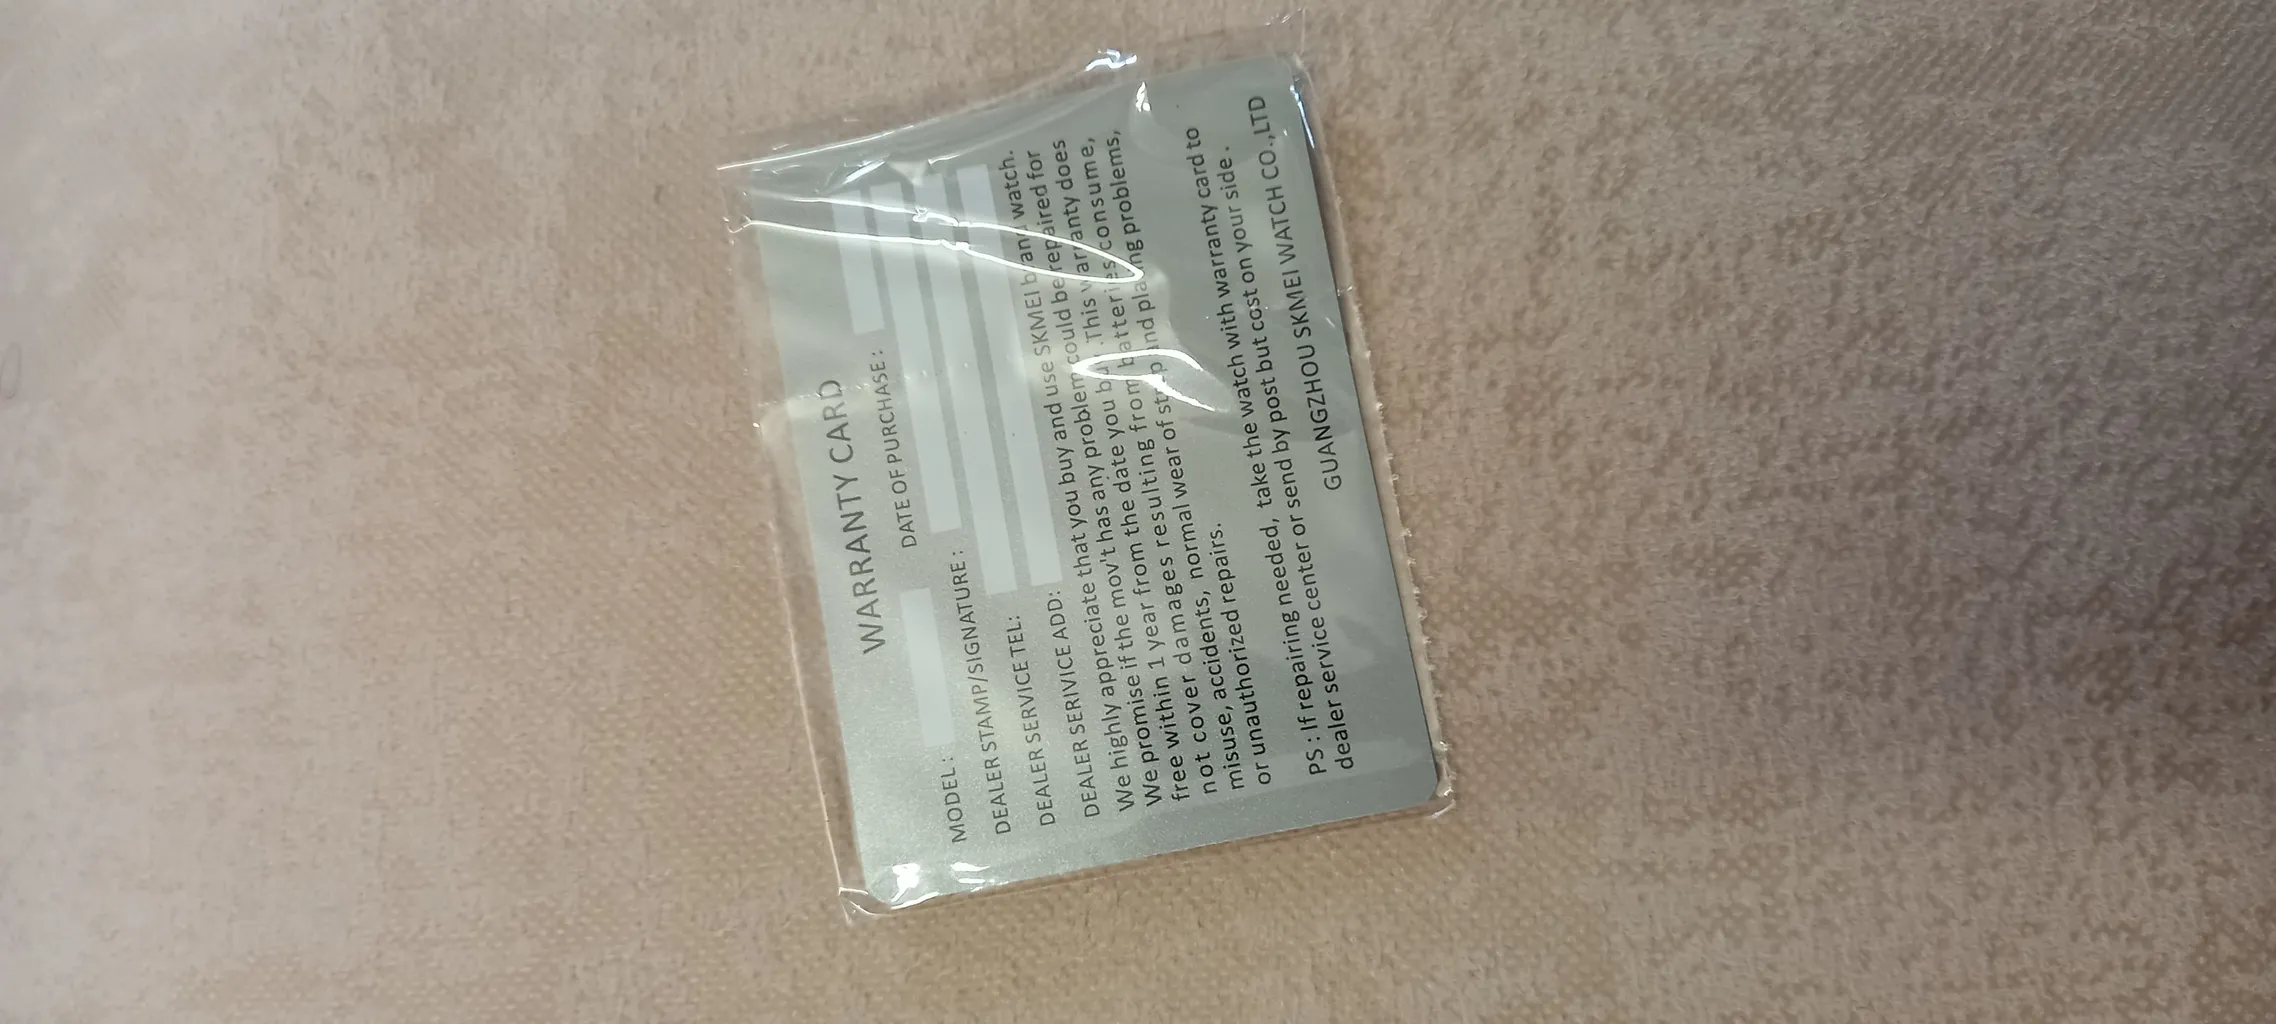 WARRANTY CARD
MODEL : DATE OF PURCHASE :
DEALER STAMP/SIGNATURE :
DEALER SERVICE TEL:
DEALER SERIVICE ADD:
We highly appreciate that you buy and use SKMEI brand watch.
We promise if the mov't has any problem could be repaired for
free within 1 year from the date you buy .This warranty does
not cover damages resulting from batteries consume,
misuse, accidents, normal wear of strap and plating problems,
or unauthorized repairs.
PS : If repairing needed, take the watch with warranty card to
dealer service center or send by post but cost on your side .
GUANGZHOU SKMEI WATCH CO.,LTD